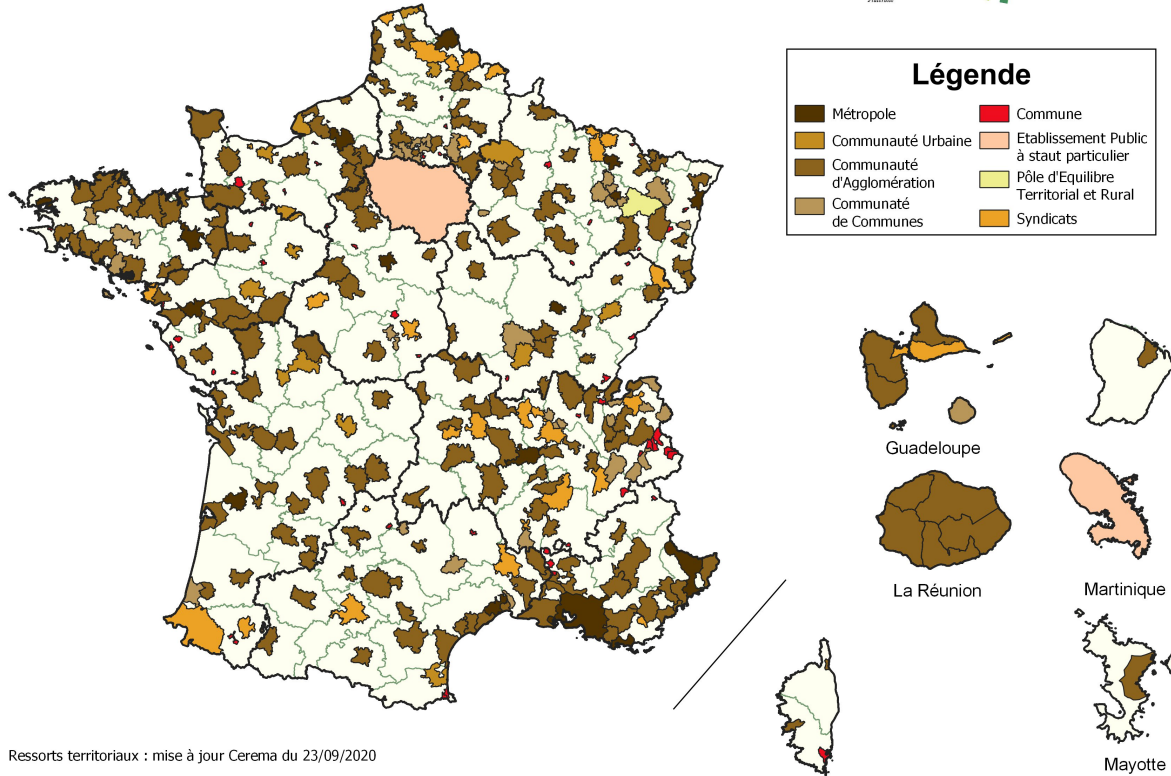 Légende
Métropole
Communauté Urbaine
Communauté
d'Agglomération
Communaté
de Communes
Commune
Etablissement Public
à staut particulier
Pôle d'Equilibre
Territorial et Rural
Syndicats
Guadeloupe
La Réunion
Martinique
Mayotte
Ressorts territoriaux : mise à jour Cerema du 23/09/2020